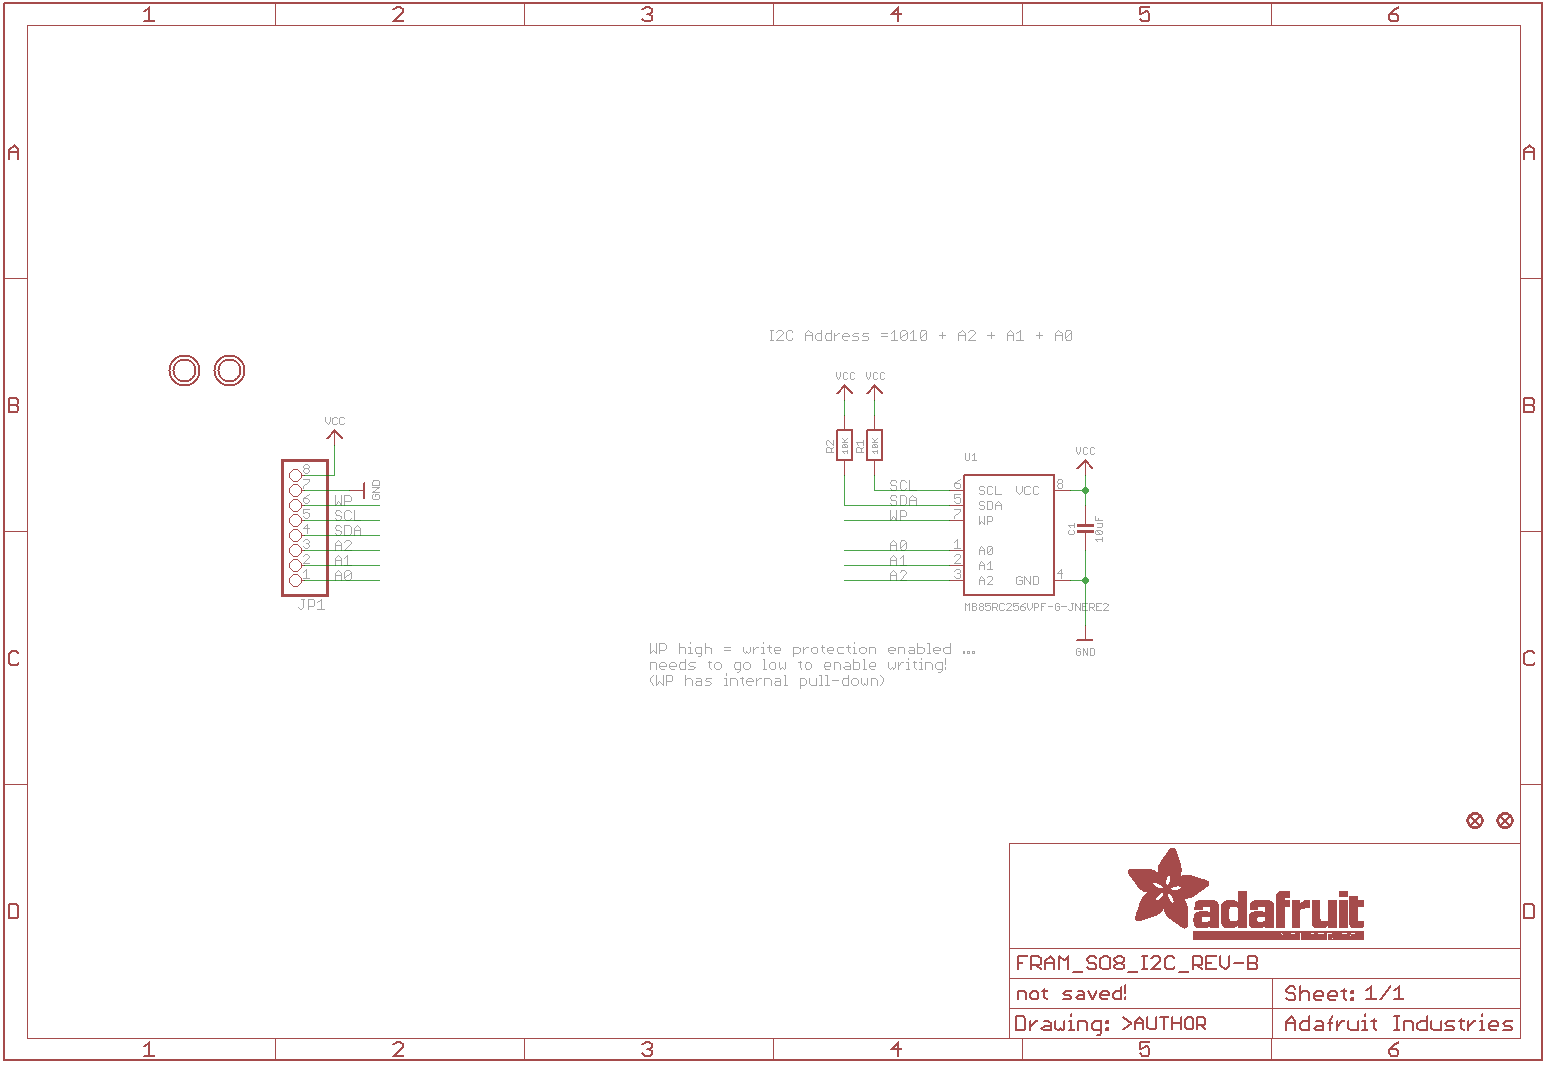 1 2 3 4 5 6
A A
I2C Address =1010 + A2 + A1 + A0
VCC VCC
B B
VCC
R2 10K R1 10K
VCC
U1
8
7 GND
6 WP
5 SCL
4 SDA
3 A2
2 A1
1 A0
JP1
SCL 6 SCL VCC 8
SDA 5 SDA
WP 7 WP
C1 10uF
A0 1 A0
A1 2 A1
A2 3 A2 GND 4
MB85RC256VPF-G-JNERE2
GND
WP high = write protection enabled ...
needs to go low to enable writing!
(WP has internal pull-down)
C C
D D
adafruit
FRAM_SO8_I2C_REV-B
not saved! Sheet: 1/1
Drawing: >AUTHOR Adafruit Industries
1 2 3 4 5 6